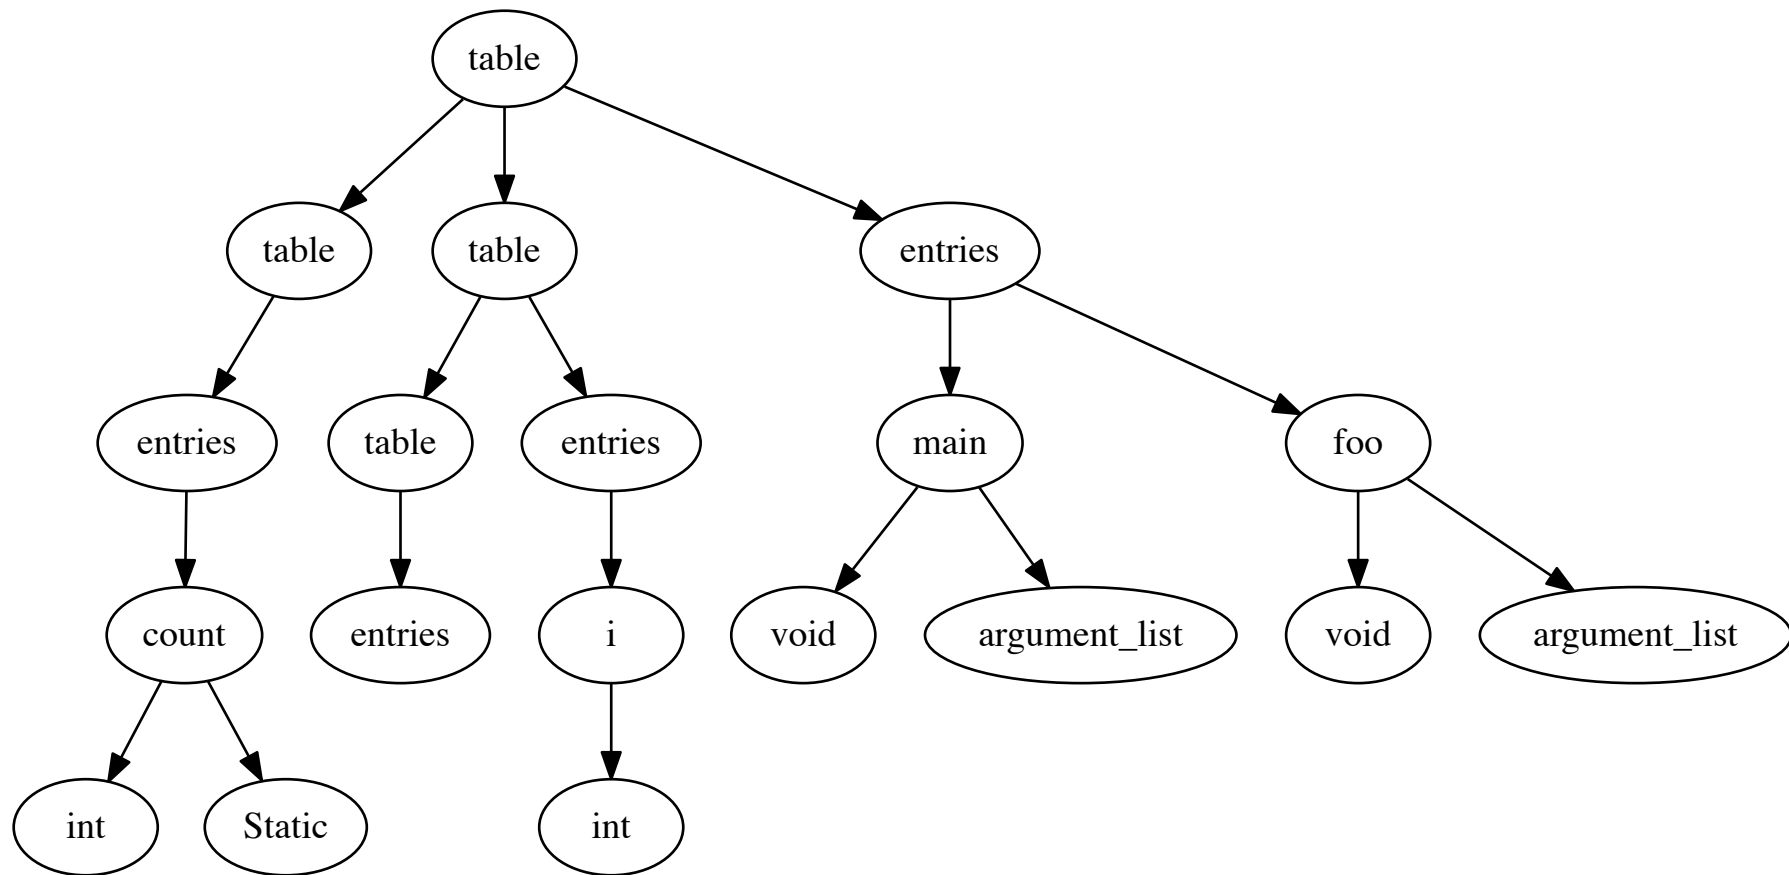 table
table
table
entries
entries
table
entries
main
foo
count
entries
i
void
argument_list
void
argument_list
int
Static
int